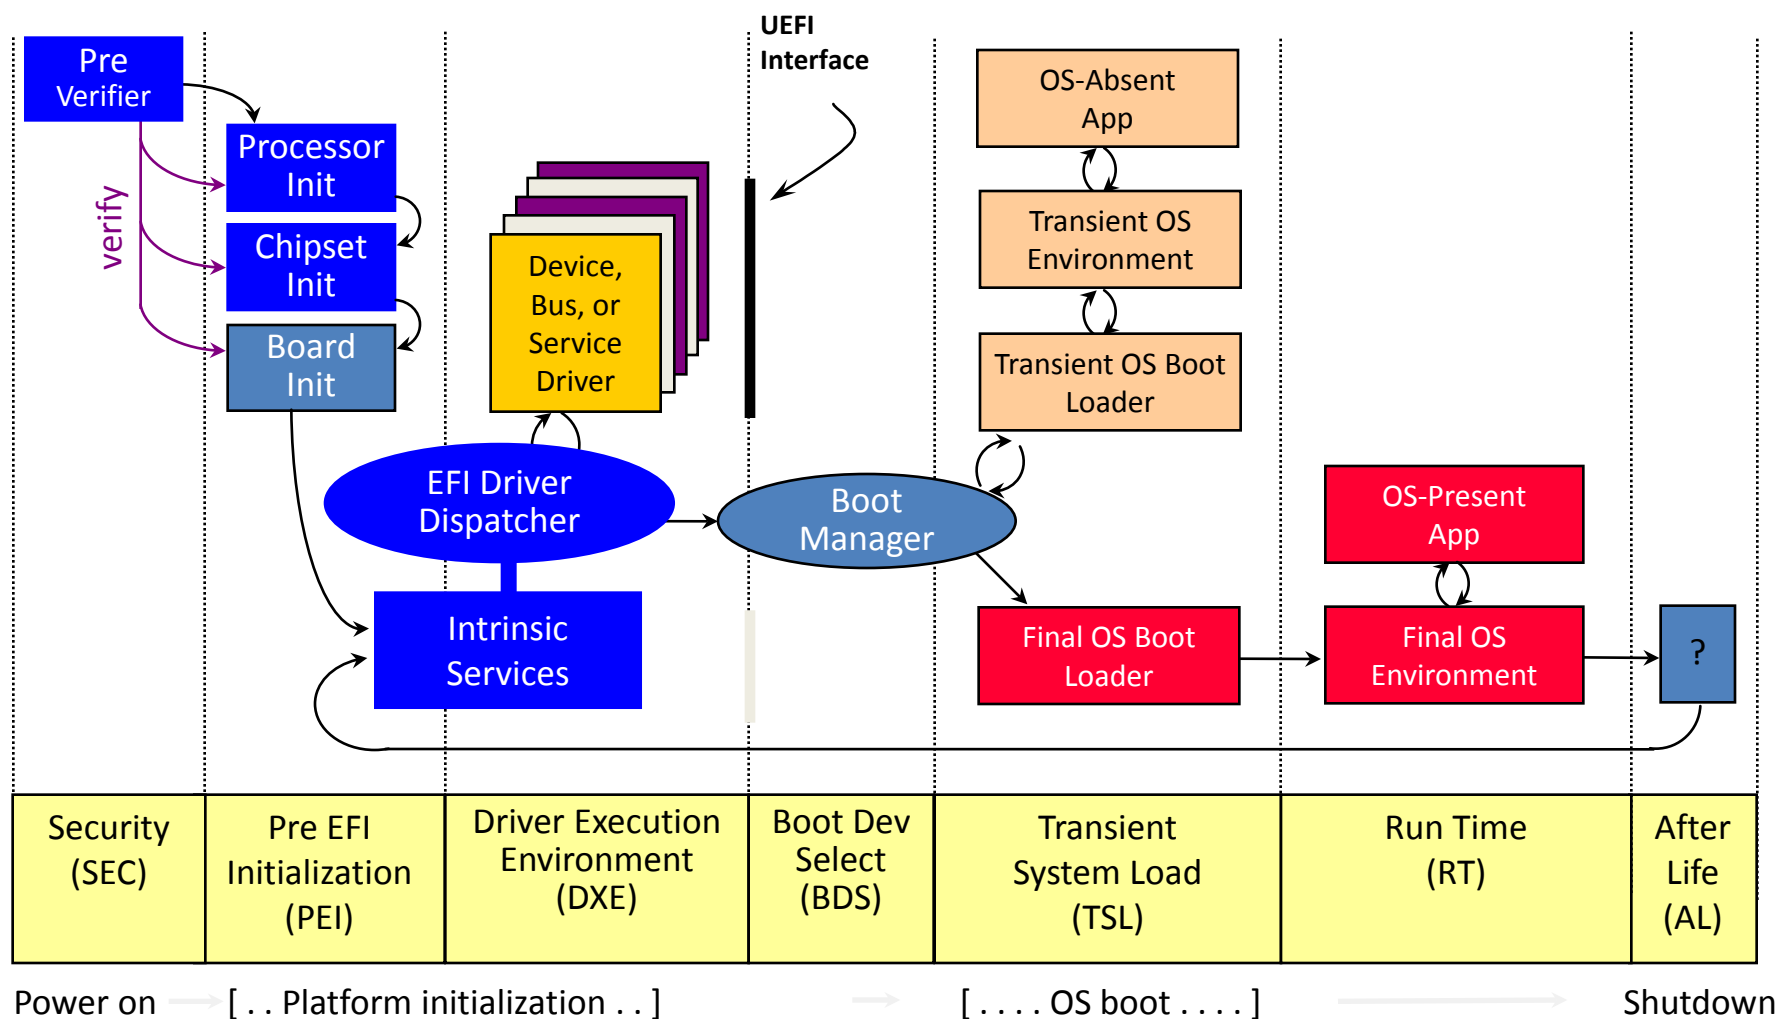 UEFI
Interface
Pre
Verifier
verify
Processor
Init
Chipset
Init
Board
Init
Device,
Bus, or
Service
Driver
EFI Driver
Dispatcher
Intrinsic
Services
Boot
Manager
OS-Absent
App
Transient OS
Environment
Transient OS Boot
Loader
Final OS Boot
Loader
OS-Present
App
Final OS
Environment
?
Security
(SEC)
Pre EFI
Initialization
(PEI)
Driver Execution
Environment
(DXE)
Boot Dev
Select
(BDS)
Transient
System Load
(TSL)
Run Time
(RT)
After
Life
(AL)
Power on [ . . Platform initialization . . ] [ . . . . OS boot . . . . ] Shutdown